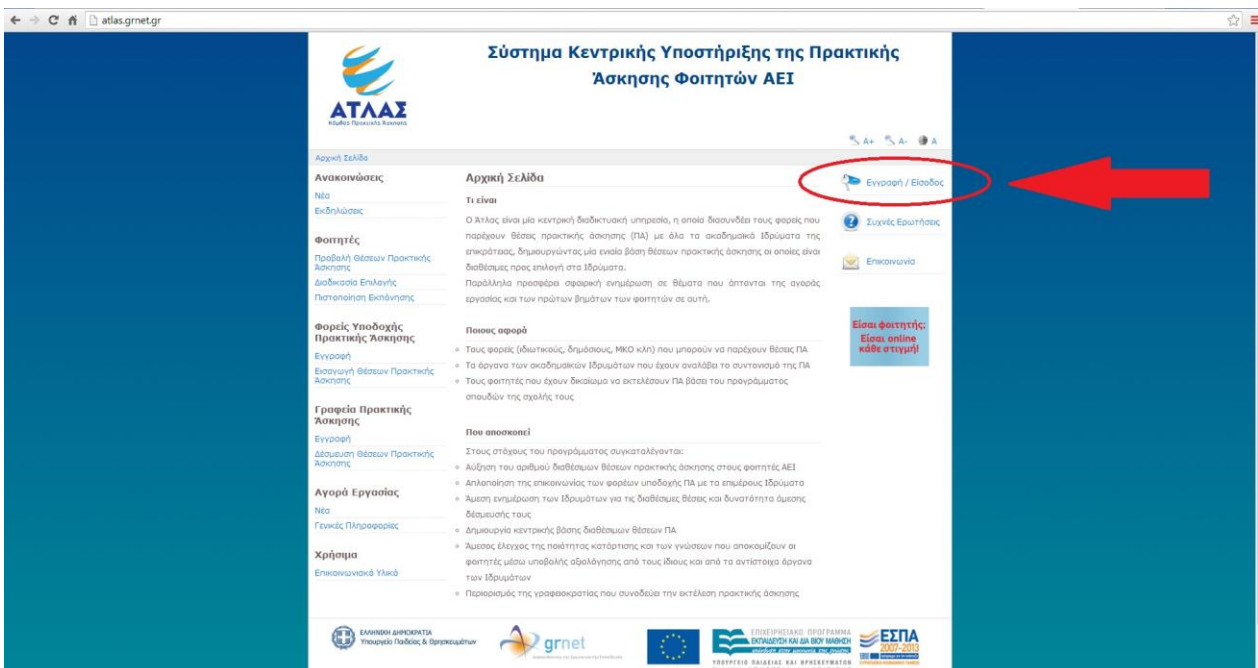 atlas.grnet.gr
Σύστημα Κεντρικής Υποστήριξης της Πρακτικής
Άσκησης Φοιτητών ΑΕΙ
ΑΤΛΑΣ
Κόμβος Πρακτικής Άσκησης
A+ A- A
Αρχική Σελίδα
Ανακοινώσεις
Νέα
Εκδηλώσεις
Φοιτητές
Προβολή Θέσεων Πρακτικής
Άσκησης
Διαδικασία Επιλογής
Πιστοποίηση Εκπόνησης
Φορείς Υποδοχής
Πρακτικής Άσκησης
Εγγραφή
Εισαγωγή Θέσεων Πρακτικής
Άσκησης
Γραφεία Πρακτικής
Άσκησης
Εγγραφή
Δέσμευση Θέσεων Πρακτικής
Άσκησης
Αγορά Εργασίας
Νέα
Γενικές Πληροφορίες
Χρήσιμα
Επικοινωνιακό Υλικό
Αρχική Σελίδα
Τι είναι
Ο Άτλας είναι μία κεντρική διαδικτυακή υπηρεσία, η οποία διασυνδέει τους φορείς που
παρέχουν θέσεις πρακτικής άσκησης (ΠΑ) με όλα τα ακαδημαϊκά Ιδρύματα της
επικράτειας, δημιουργώντας μία ενιαία βάση θέσεων πρακτικής άσκησης οι οποίες είναι
διαθέσιμες προς επιλογή στα Ιδρύματα.
Παράλληλα προσφέρει σφαιρική ενημέρωση σε θέματα που άπτονται της αγοράς
εργασίας και των πρώτων βημάτων των φοιτητών σε αυτή.
Ποιους αφορά
Τους φορείς (ιδιωτικούς, δημόσιους, ΜΚΟ κλπ) που μπορούν να παρέχουν θέσεις ΠΑ
Τα όργανα των ακαδημαϊκών Ιδρυμάτων που έχουν αναλάβει το συντονισμό της ΠΑ
Τους φοιτητές που έχουν δικαίωμα να εκτελέσουν ΠΑ βάσει του προγράμματος
σπουδών της σχολής τους
Που αποσκοπεί
Στους στόχους του προγράμματος συγκαταλέγονται:
Αύξηση του αριθμού διαθέσιμων θέσεων πρακτικής άσκησης στους φοιτητές ΑΕΙ
Απλοποίηση της επικοινωνίας των φορέων υποδοχής ΠΑ με τα επιμέρους Ιδρύματα
Άμεση ενημέρωση των Ιδρυμάτων για τις διαθέσιμες θέσεις και δυνατότητα άμεσης
δέσμευσής τους
Δημιουργία κεντρικής βάσης διαθέσιμων θέσεων ΠΑ
Άμεσος έλεγχος της ποιότητας κατάρτισης και των γνώσεων που αποκομίζουν οι
φοιτητές μέσω υποβολής αξιολόγησης από τους ίδιους και από τα αντίστοιχα όργανα
των Ιδρυμάτων
Περιορισμός της γραφειοκρατίας που συνοδεύει την εκτέλεση πρακτικής άσκησης
Εγγραφή / Είσοδος
Συχνές Ερωτήσεις
Επικοινωνία
Είσαι φοιτητής;
Είσαι online
κάθε στιγμή!
ΕΛΛΗΝΙΚΗ ΔΗΜΟΚΡΑΤΙΑ
Υπουργείο Παιδείας & Θρησκευμάτων
grnet
ΕΠΙΧΕΙΡΗΣΙΑΚΟ ΠΡΟΓΡΑΜΜΑ
ΕΚΠΑΙΔΕΥΣΗ ΚΑΙ ΔΙΑ ΒΙΟΥ ΜΑΘΗΣΗ
επένδυση στην κοινωνία της γνώσης
ΥΠΟΥΡΓΕΙΟ ΠΑΙΔΕΙΑΣ ΚΑΙ ΘΡΗΣΚΕΥΜΑΤΩΝ
ΕΣΠΑ
2007-2013